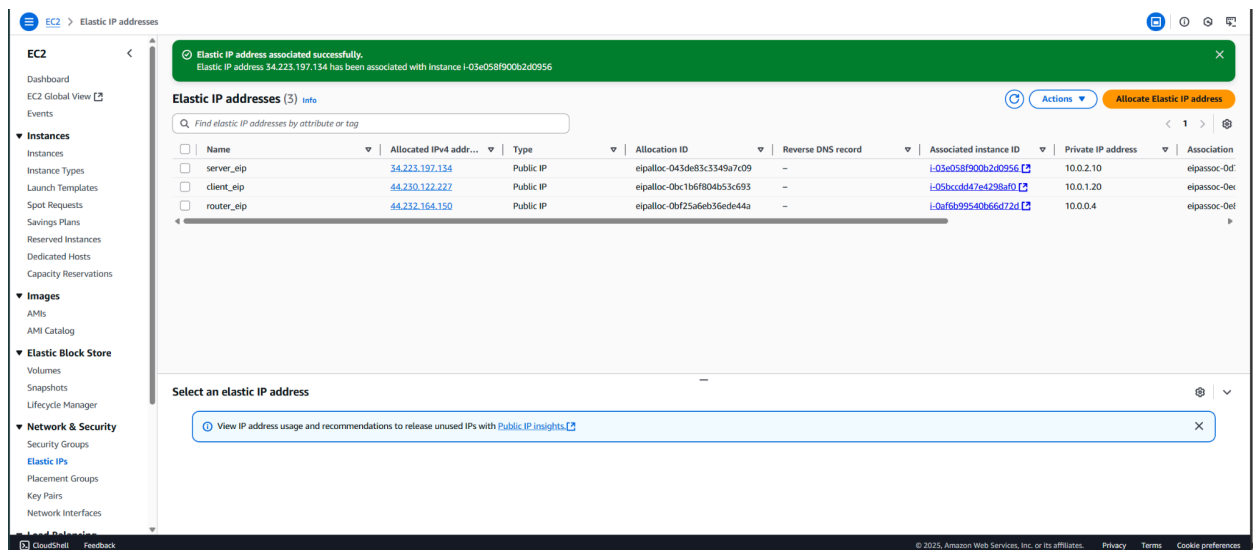 EC2 > Elastic IP addresses
EC2
Dashboard
EC2 Global View
Events
Instances
Instances
Instance Types
Launch Templates
Spot Requests
Savings Plans
Reserved Instances
Dedicated Hosts
Capacity Reservations
Images
AMIs
AMI Catalog
Elastic Block Store
Volumes
Snapshots
Lifecycle Manager
Network & Security
Security Groups
Elastic IPs
Placement Groups
Key Pairs
Network Interfaces
Load Balancing
Elastic IP address associated successfully.
Elastic IP address 34.223.197.134 has been associated with instance i-03e058f900b2d0956
Elastic IP addresses (3) Info
Actions
Allocate Elastic IP address
Find elastic IP addresses by attribute or tag
1
Name Allocated IPv4 addr... Type Allocation ID Reverse DNS record Associated instance ID Private IP address Association
server_eip 34.223.197.134 Public IP eipalloc-043de83c3349a7c09 – i-03e058f900b2d0956 10.0.2.10 eipassoc-0d
client_eip 44.230.122.227 Public IP eipalloc-0bc1b6f804b53c693 – i-05bccdd47e4298af0 10.0.1.20 eipassoc-0ec
router_eip 44.232.164.150 Public IP eipalloc-0bf25a6eb36ede44a – i-0af6b99540b66d72d 10.0.0.4 eipassoc-0e
Select an elastic IP address
View IP address usage and recommendations to release unused IPs with Public IP insights.
CloudShell Feedback
© 2025, Amazon Web Services, Inc. or its affiliates. Privacy Terms Cookie preferences